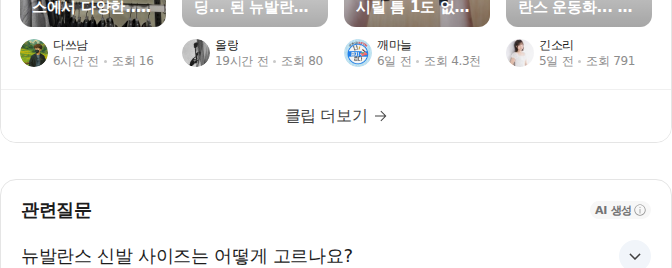 스에서 다양한..... 딩... 된 뉴발란... 시릴 틈 1도 없... 란스 운동화... ...
다쓰남 올랑 깨마늘 긴소리
6시간 전 · 조회 16 19시간 전 · 조회 80 6일 전 · 조회 4.3천 5일 전 · 조회 791
클립 더보기 →
관련질문 AI 생성
뉴발란스 신발 사이즈는 어떻게 고르나요?